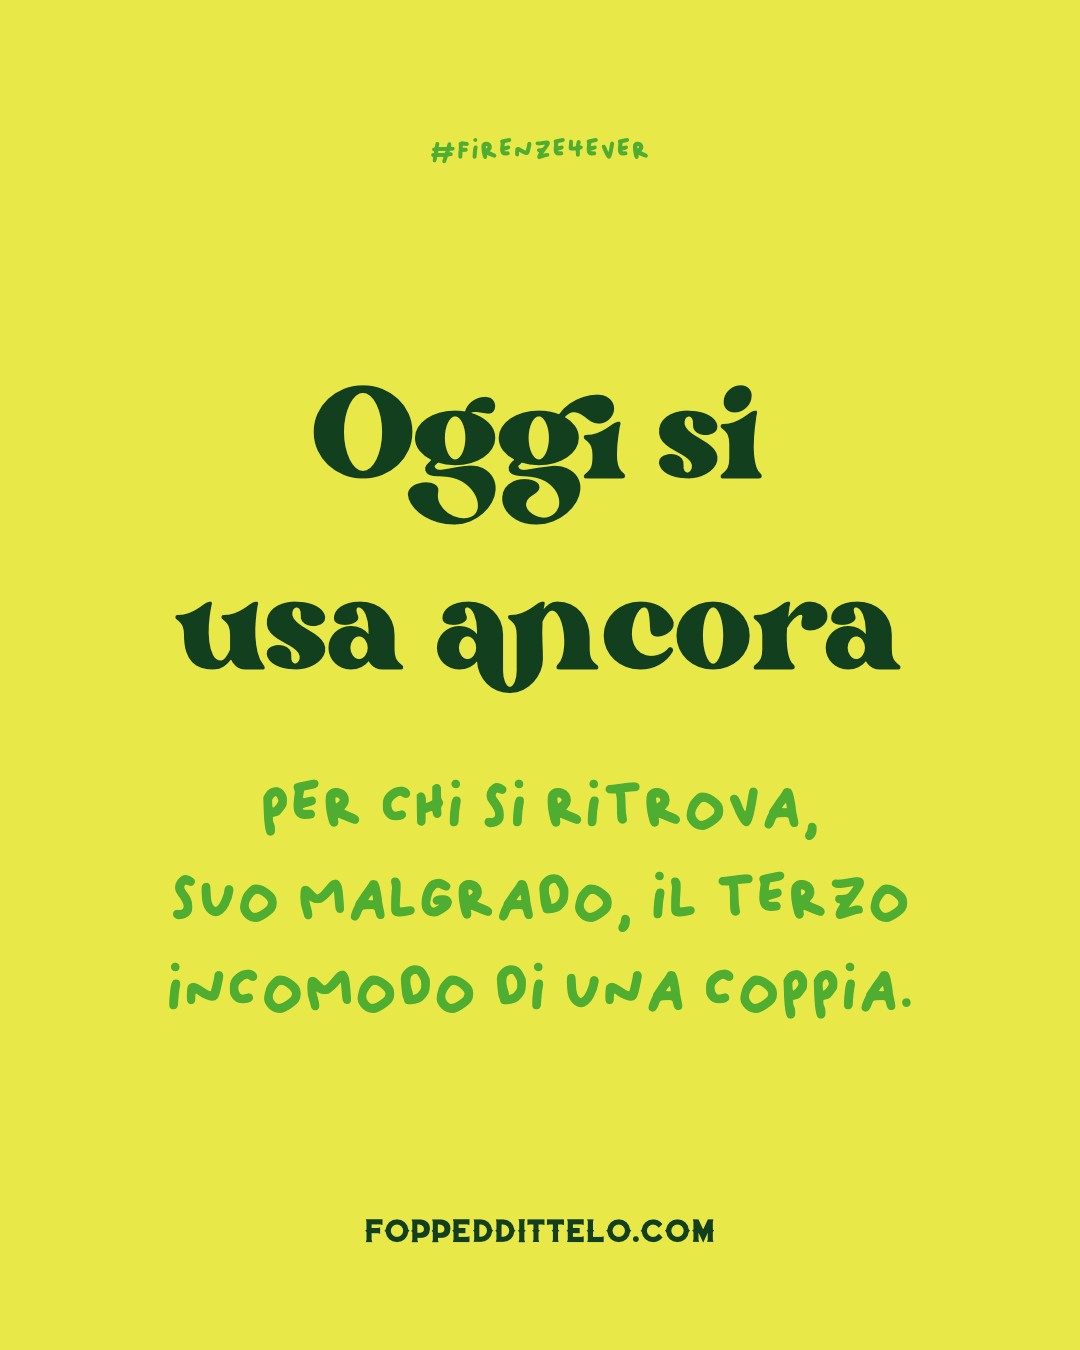 #FIRENZE4EVER
Oggi si
usa ancora
PER CHI SI RITROVA,
SUO MALGRADO, IL TERZO
INCOMODO DI UNA COPPIA.
FOPPEDDITTELO.COM